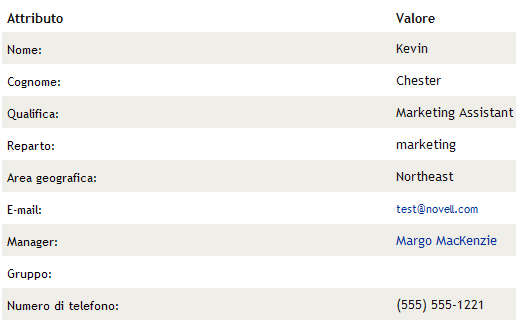 Attributo Valore
Nome: Kevin
Cognome: Chester
Qualifica: Marketing Assistant
Reparto: marketing
Area geografica: Northeast
E-mail: test@novell.com
Manager: Margo MacKenzie
Gruppo:
Numero di telefono: (555) 555-1221